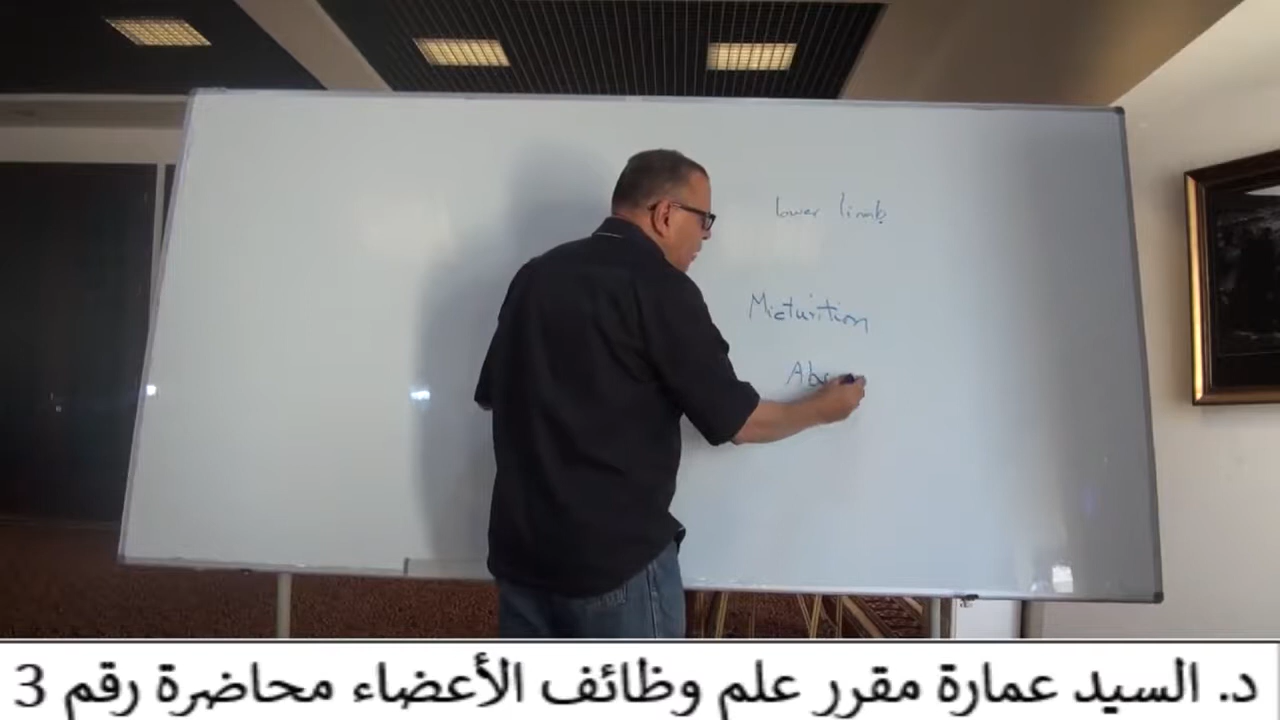 lower limb
Micturition
د. السيد عمارة مقرر علم وظائف الأعضاء محاضرة رقم 3